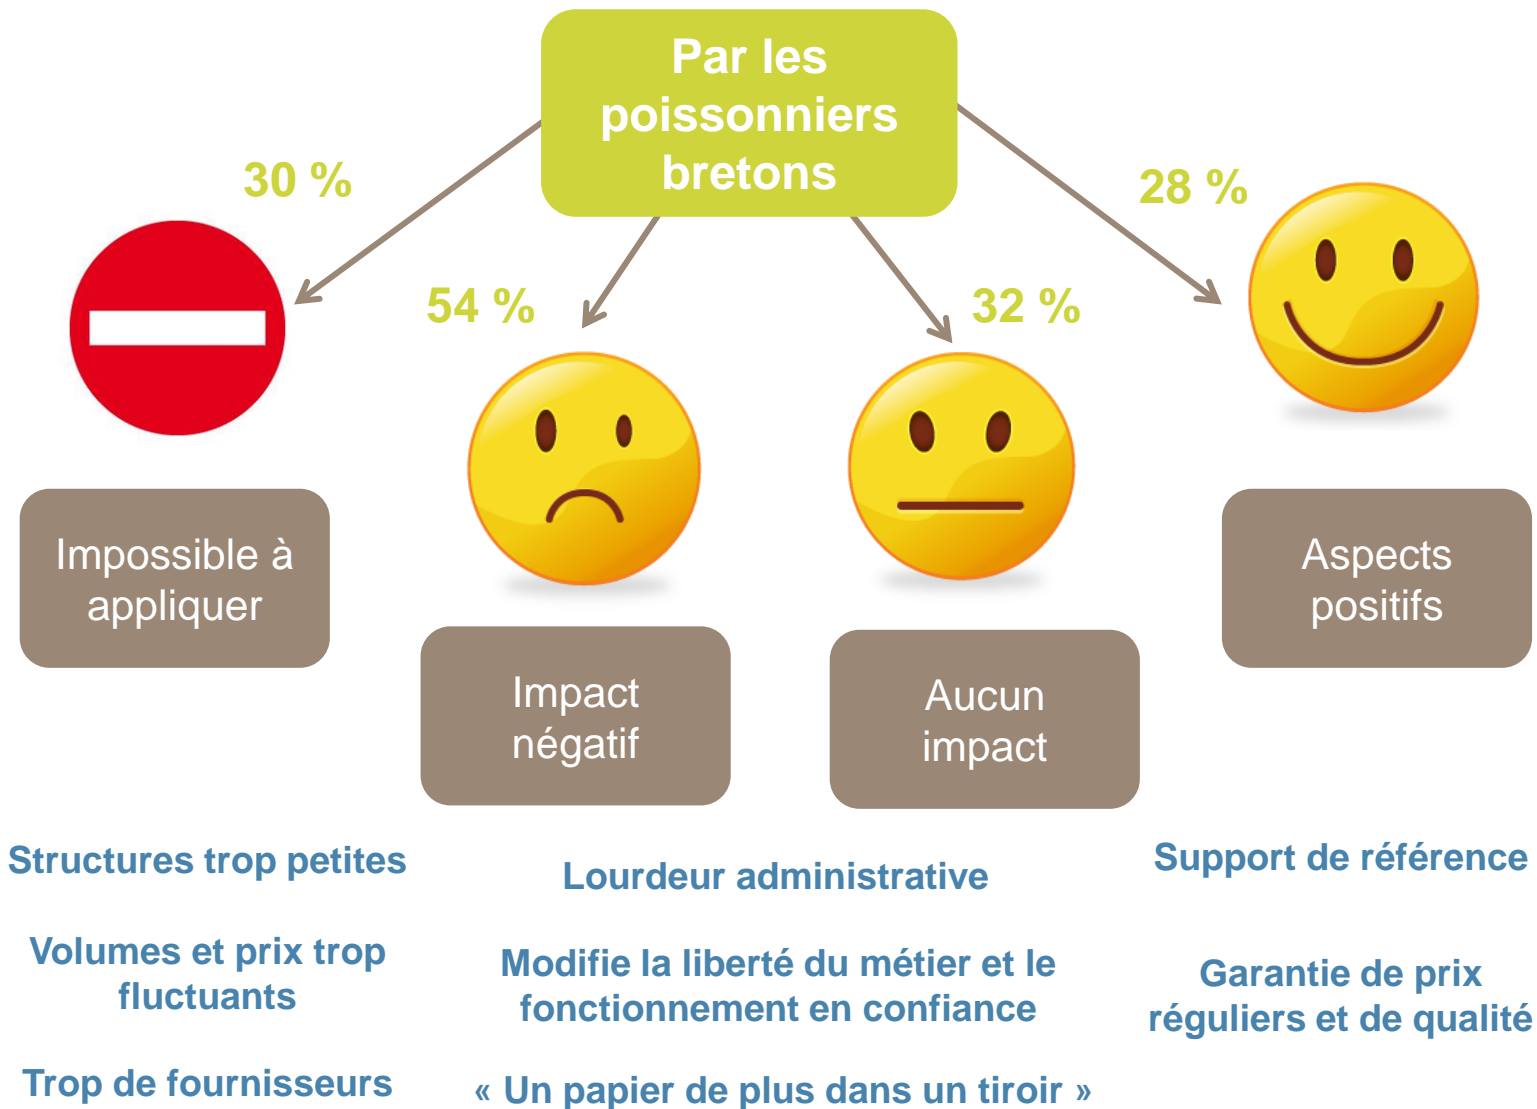 Par les
poissonniers
bretons
30 %
54 %
32 %
28 %
Impossible à
appliquer
Impact
négatif
Aucun
impact
Aspects
positifs
Structures trop petites
Volumes et prix trop
fluctuants
Trop de fournisseurs
Lourdeur administrative
Modifie la liberté du métier et le
fonctionnement en confiance
« Un papier de plus dans un tiroir »
Support de référence
Garantie de prix
réguliers et de qualité